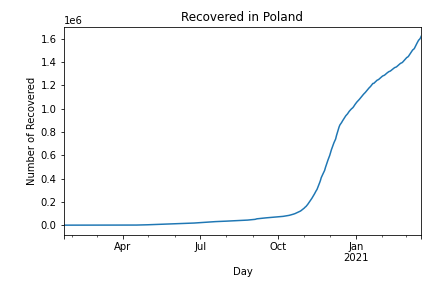 Recovered in Poland
1e6
1.6
1.4
1.2
1.0
0.8
0.6
0.4
0.2
0.0
Number of Recovered
Apr
Jul
Oct
Jan
2021
Day